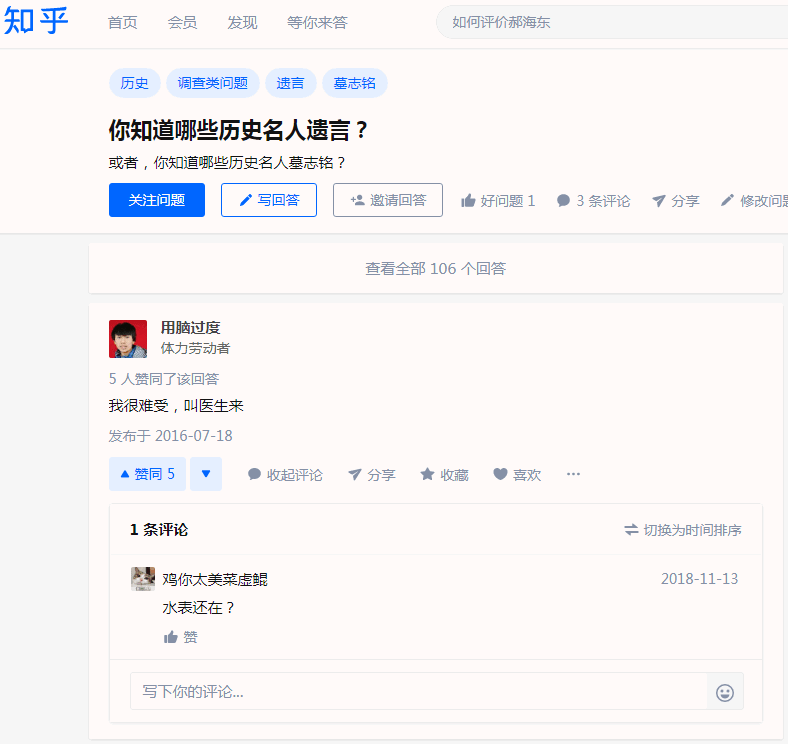 知乎 首页 会员 发现 等你来答 如何评价郝海东
历史 调查类问题 遗言 墓志铭
你知道哪些历史名人遗言？
或者，你知道哪些历史名人墓志铭？
关注问题 写回答 邀请回答 好问题 1 3 条评论 分享 修改问题
查看全部 106 个回答
用脑过度
体力劳动者
5 人赞同了该回答
我很难受，叫医生来
发布于 2016-07-18
赞同 5 收起评论 分享 收藏 喜欢 ···
1 条评论 切换为时间排序
鸡你太美菜虚鲲 2018-11-13
水表还在？
赞
写下你的评论...